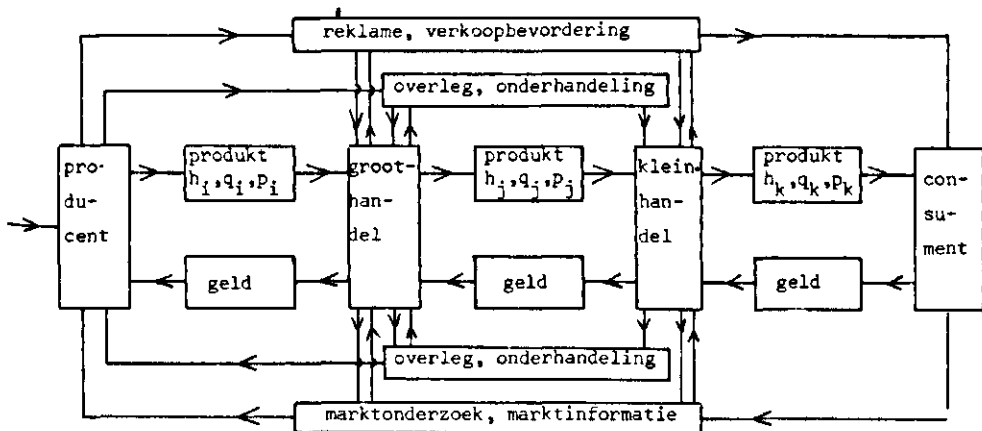 reklame, verkoopbevordering
overleg, onderhandeling
pro-
du-
cent
produkt
h_i,q_i,p_i
groot-
han-
del
produkt
h_j,q_j,p_j
klein-
han-
del
produkt
h_k,q_k,p_k
con-
su-
ment
geld
geld
geld
overleg, onderhandeling
marktonderzoek, marktinformatie